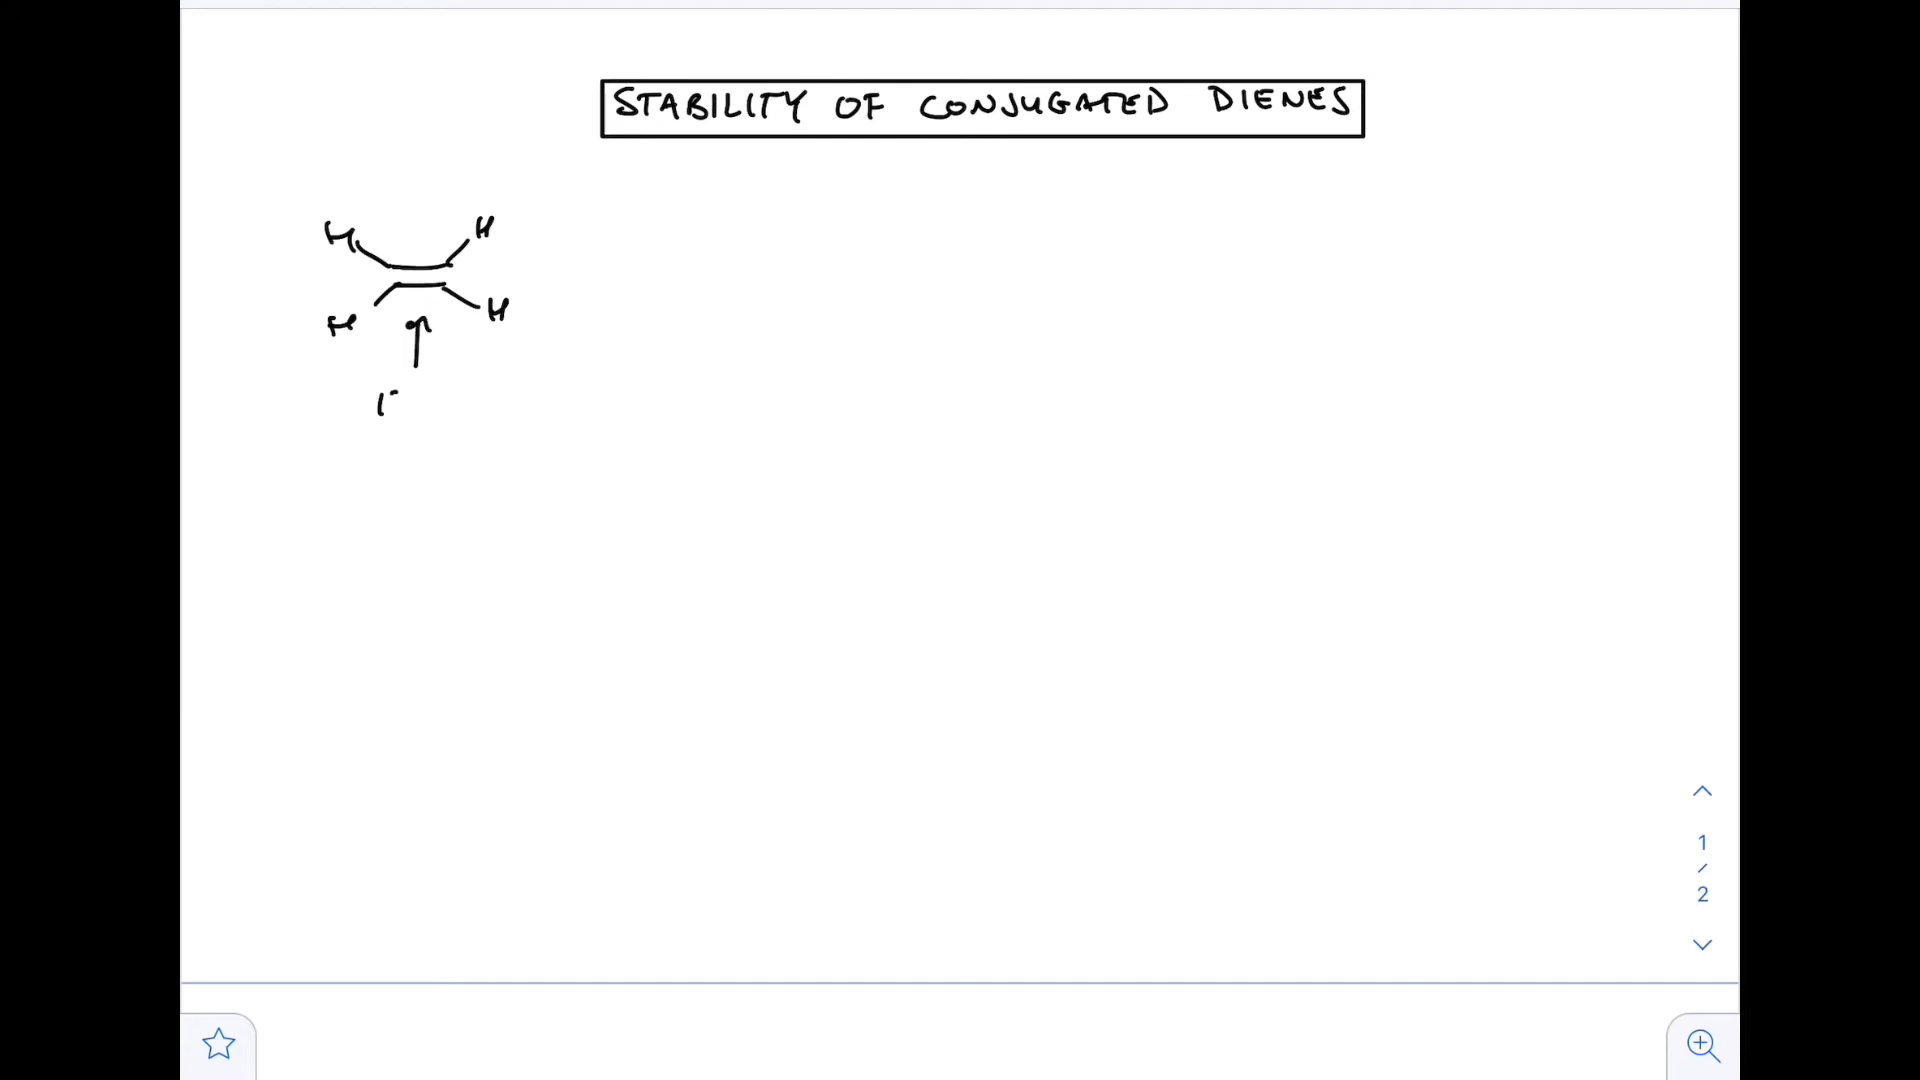 STABILITY OF CONJUGATED DIENES
H H
H H
1
/
2